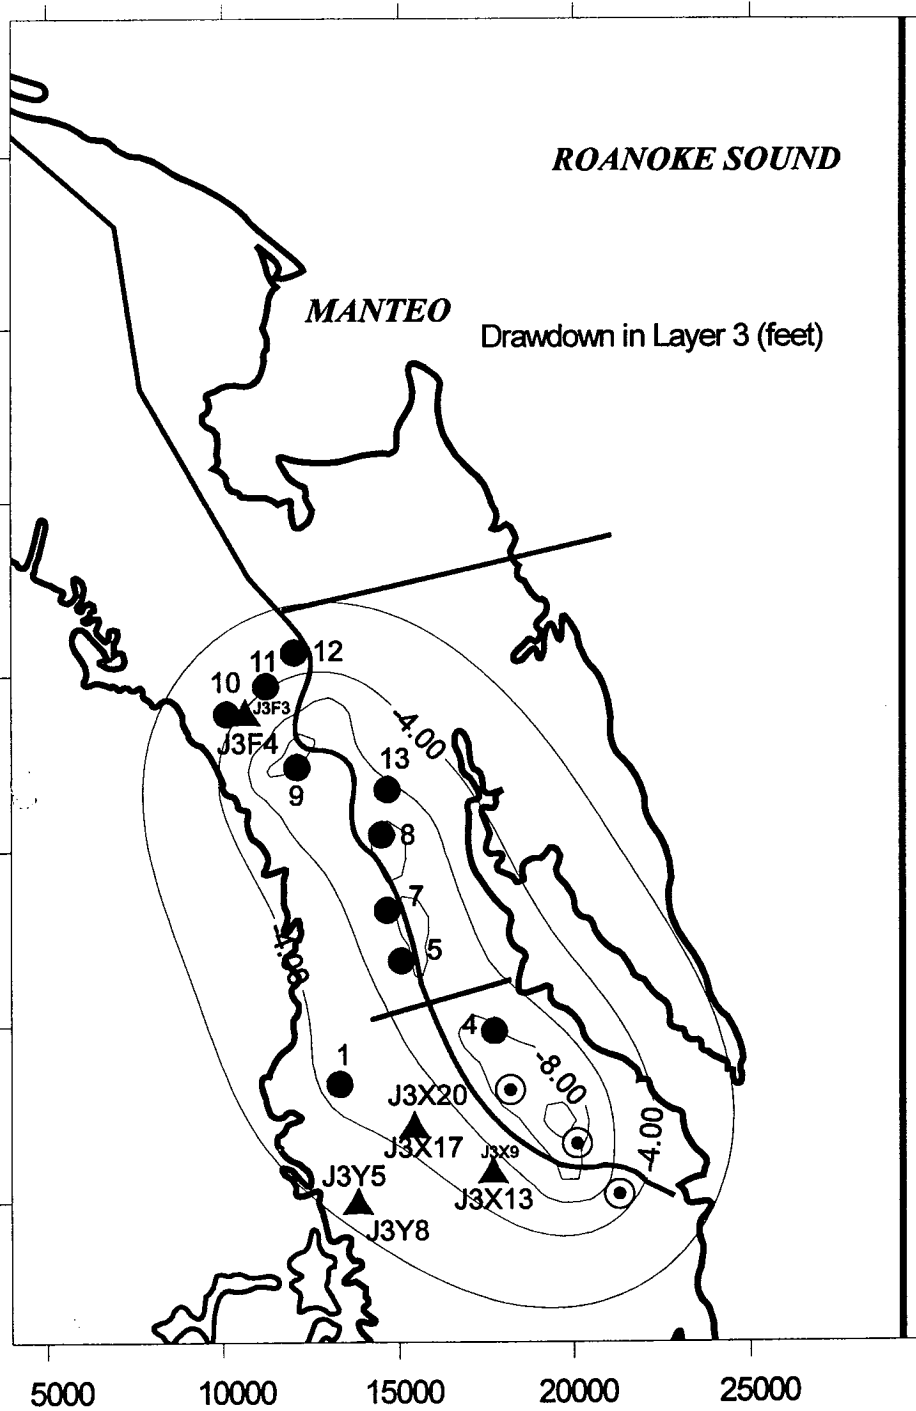 ROANOKE SOUND
MANTEO
Drawdown in Layer 3 (feet)
12
11
10
J3F3
J3F4
-4.00
13
9
8
7
5
-4.00
4
-8.00
1
J3X20
J3X17
-4.00
J3X9
J3X13
J3Y5
J3Y8
5000 10000 15000 20000 25000